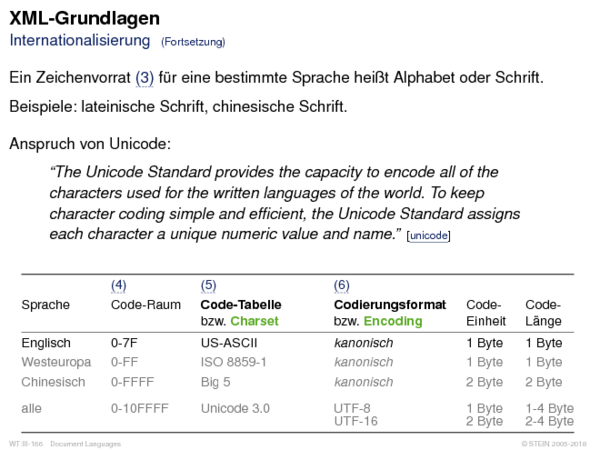 XML-Grundlagen
Internationalisierung (Fortsetzung)
Ein Zeichenvorrat (3) für eine bestimmte Sprache heißt Alphabet oder Schrift.
Beispiele: lateinische Schrift, chinesische Schrift.
Anspruch von Unicode:
“The Unicode Standard provides the capacity to encode all of the
characters used for the written languages of the world. To keep
character coding simple and efficient, the Unicode Standard assigns
each character a unique numeric value and name.” [unicode]
(4) (5) (6)
Sprache Code-Raum Code-Tabelle Codierungsformat Code- Code-
bzw. Charset bzw. Encoding Einheit Länge
Englisch 0-7F US-ASCII kanonisch 1 Byte 1 Byte
Westeuropa 0-FF ISO 8859-1 kanonisch 1 Byte 1 Byte
Chinesisch 0-FFFF Big 5 kanonisch 2 Byte 2 Byte
alle 0-10FFFF Unicode 3.0 UTF-8 1 Byte 1-4 Byte
UTF-16 2 Byte 2-4 Byte
WT:III-166 Document Languages © STEIN 2005-2018